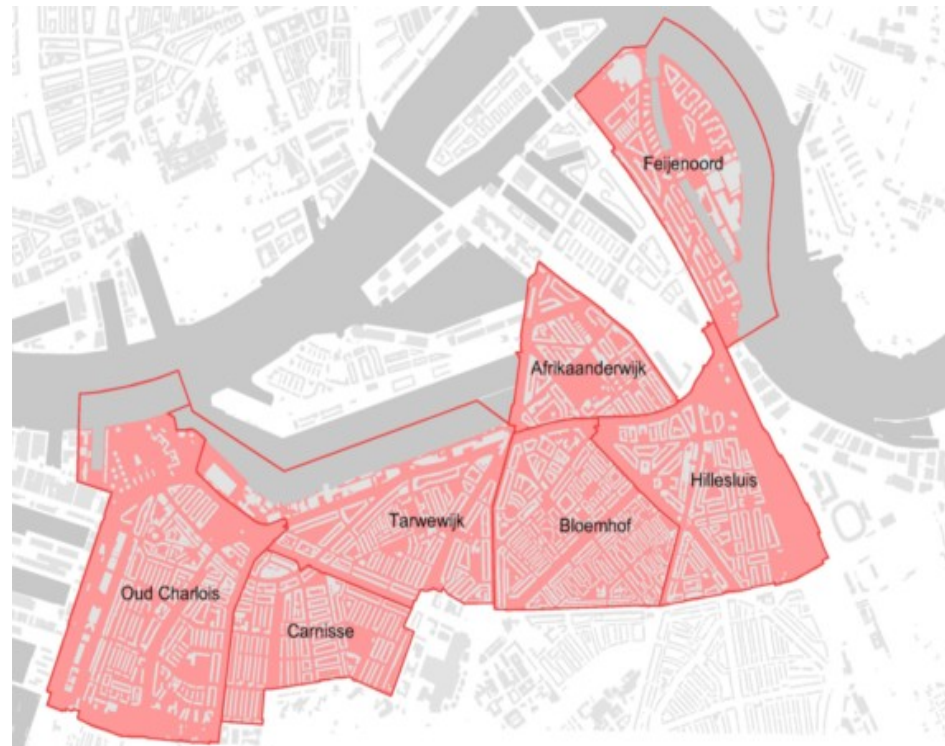 Feijenoord
Afrikaanderwijk
Hillesluis
Tarwewijk
Bloemhof
Oud Charlois
Carnisse